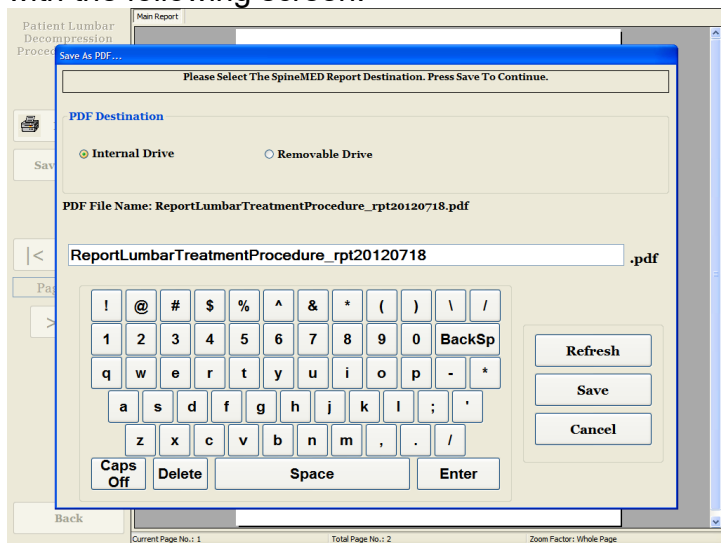 with the following screen:
Main Report
Patient Lumbar
Decompression
Save As PDF...
Please Select The SpineMED Report Destination. Press Save To Continue.
PDF Destination
Internal Drive
Removable Drive
PDF File Name: ReportLumbarTreatmentProcedure_rpt20120718.pdf
ReportLumbarTreatmentProcedure_rpt20120718
.pdf
|<
>
! @ # $ % ^ & * ( ) \ /
1 2 3 4 5 6 7 8 9 0 BackSp
q w e r t y u i o p - *
a s d f g h j k l ; '
z x c v b n m , . /
Caps Off Delete Space Enter
Refresh
Save
Cancel
Back
Current Page No.: 1
Total Page No.: 2
Zoom Factor: Whole Page